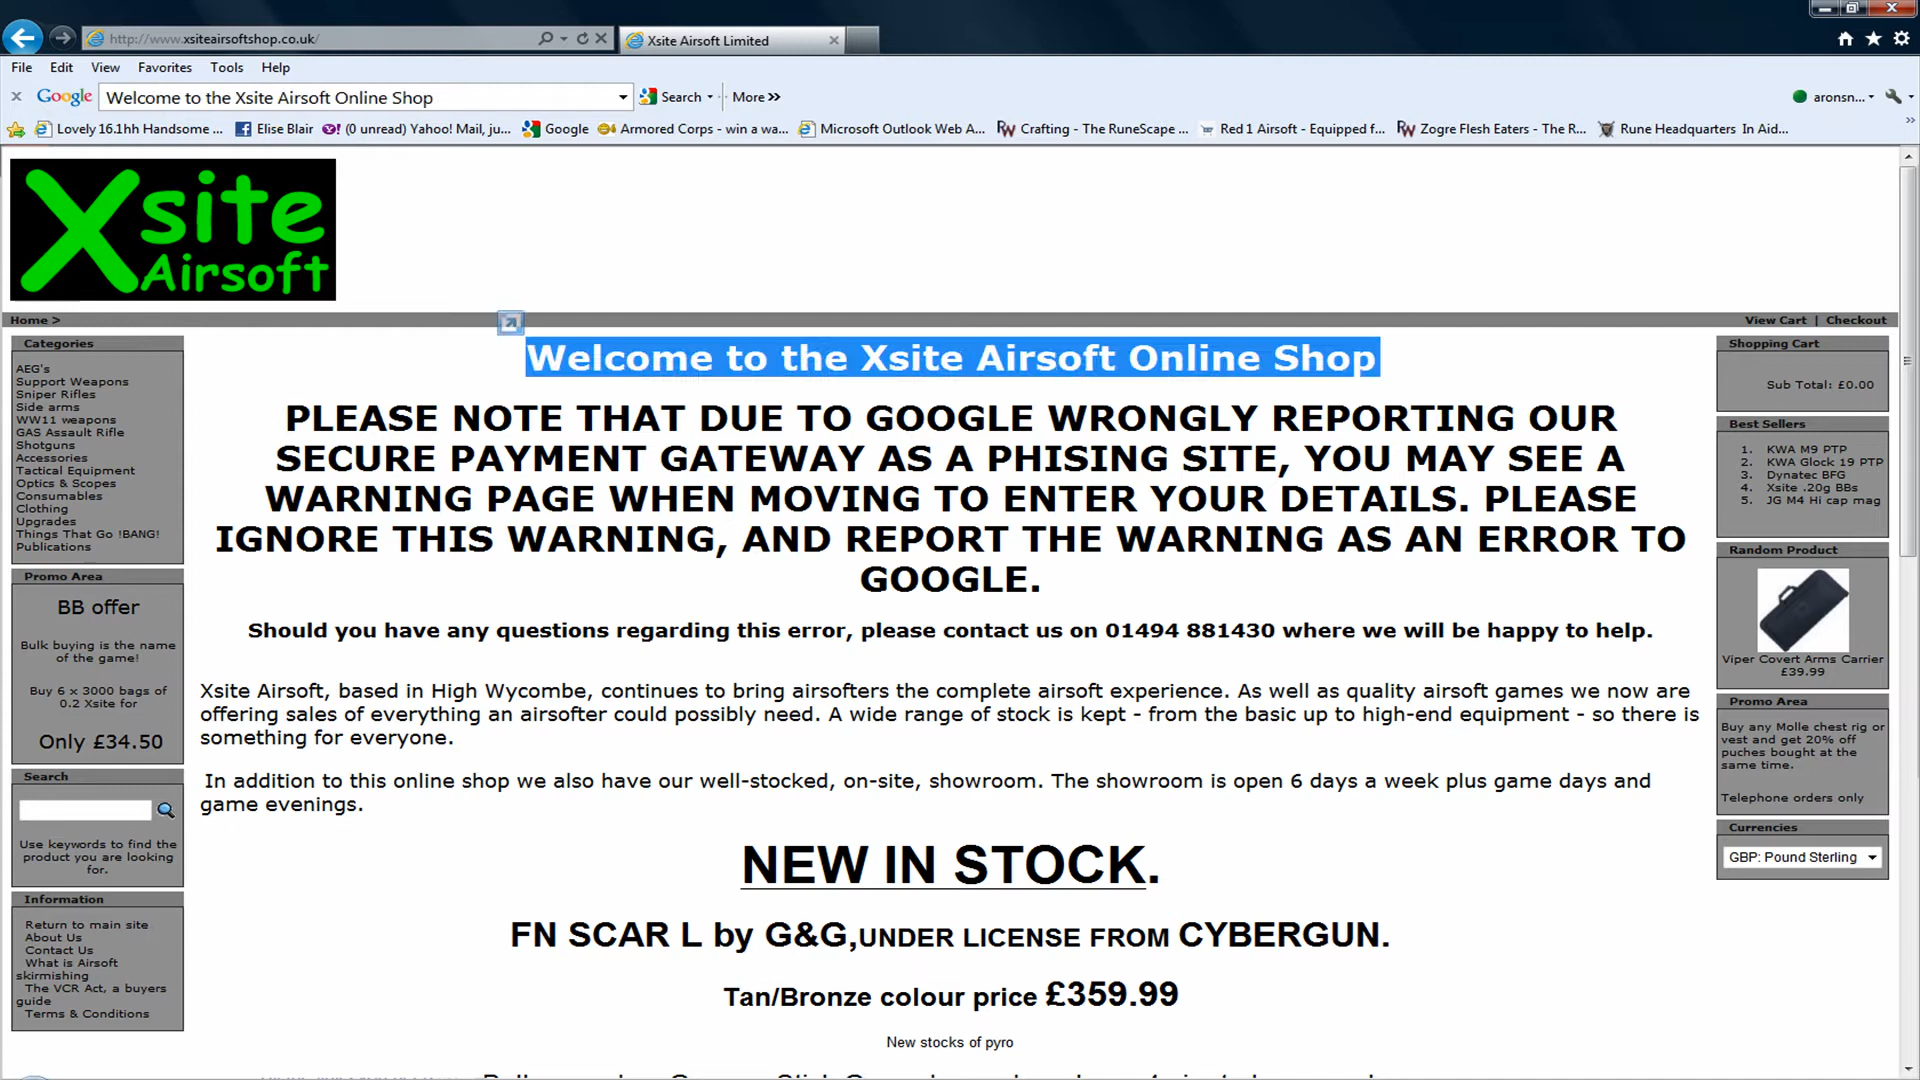 http://www.xsiteairsoftshop.co.uk/
Xsite Airsoft Limited
File Edit View Favorites Tools Help
Google Welcome to the Xsite Airsoft Online Shop Search More >> aronsn...
Lovely 16.1hh Handsome ... Elise Blair (0 unread) Yahoo! Mail, ju... Google Armored Corps - win a wa... Microsoft Outlook Web A... Crafting - The RuneScape ... Red 1 Airsoft - Equipped f... Zogre Flesh Eaters - The R... Rune Headquarters In Aid...
Xsite
Airsoft
Home >
View Cart | Checkout
Categories
AEG's
Support Weapons
Sniper Rifles
Side arms
WW11 weapons
GAS Assault Rifle
Shotguns
Accessories
Tactical Equipment
Optics & Scopes
Consumables
Clothing
Upgrades
Things That Go !BANG!
Publications
Promo Area
BB offer
Bulk buying is the name
of the game!
Buy 6 x 3000 bags of
0.2 Xsite for
Only £34.50
Search
Use keywords to find the
product you are looking
for.
Information
Return to main site
About Us
Contact Us
What is Airsoft
skirmishing
The VCR Act, a buyers
guide
Terms & Conditions
Welcome to the Xsite Airsoft Online Shop
PLEASE NOTE THAT DUE TO GOOGLE WRONGLY REPORTING OUR
SECURE PAYMENT GATEWAY AS A PHISING SITE, YOU MAY SEE A
WARNING PAGE WHEN MOVING TO ENTER YOUR DETAILS. PLEASE
IGNORE THIS WARNING, AND REPORT THE WARNING AS AN ERROR TO
GOOGLE.
Should you have any questions regarding this error, please contact us on 01494 881430 where we will be happy to help.
Xsite Airsoft, based in High Wycombe, continues to bring airsofters the complete airsoft experience. As well as quality airsoft games we now are
offering sales of everything an airsofter could possibly need. A wide range of stock is kept - from the basic up to high-end equipment - so there is
something for everyone.
In addition to this online shop we also have our well-stocked, on-site, showroom. The showroom is open 6 days a week plus game days and
game evenings.
NEW IN STOCK.
FN SCAR L by G&G,UNDER LICENSE FROM CYBERGUN.
Tan/Bronze colour price £359.99
New stocks of pyro
Shopping Cart
Sub Total: £0.00
Best Sellers
1. KWA M9 PTP
2. KWA Glock 19 PTP
3. Dynatec BFG
4. Xsite .20g BBs
5. JG M4 Hi cap mag
Random Product
Viper Covert Arms Carrier
£39.99
Promo Area
Buy any Molle chest rig or
vest and get 20% off
puches bought at the
same time.
Telephone orders only
Currencies
GBP: Pound Sterling